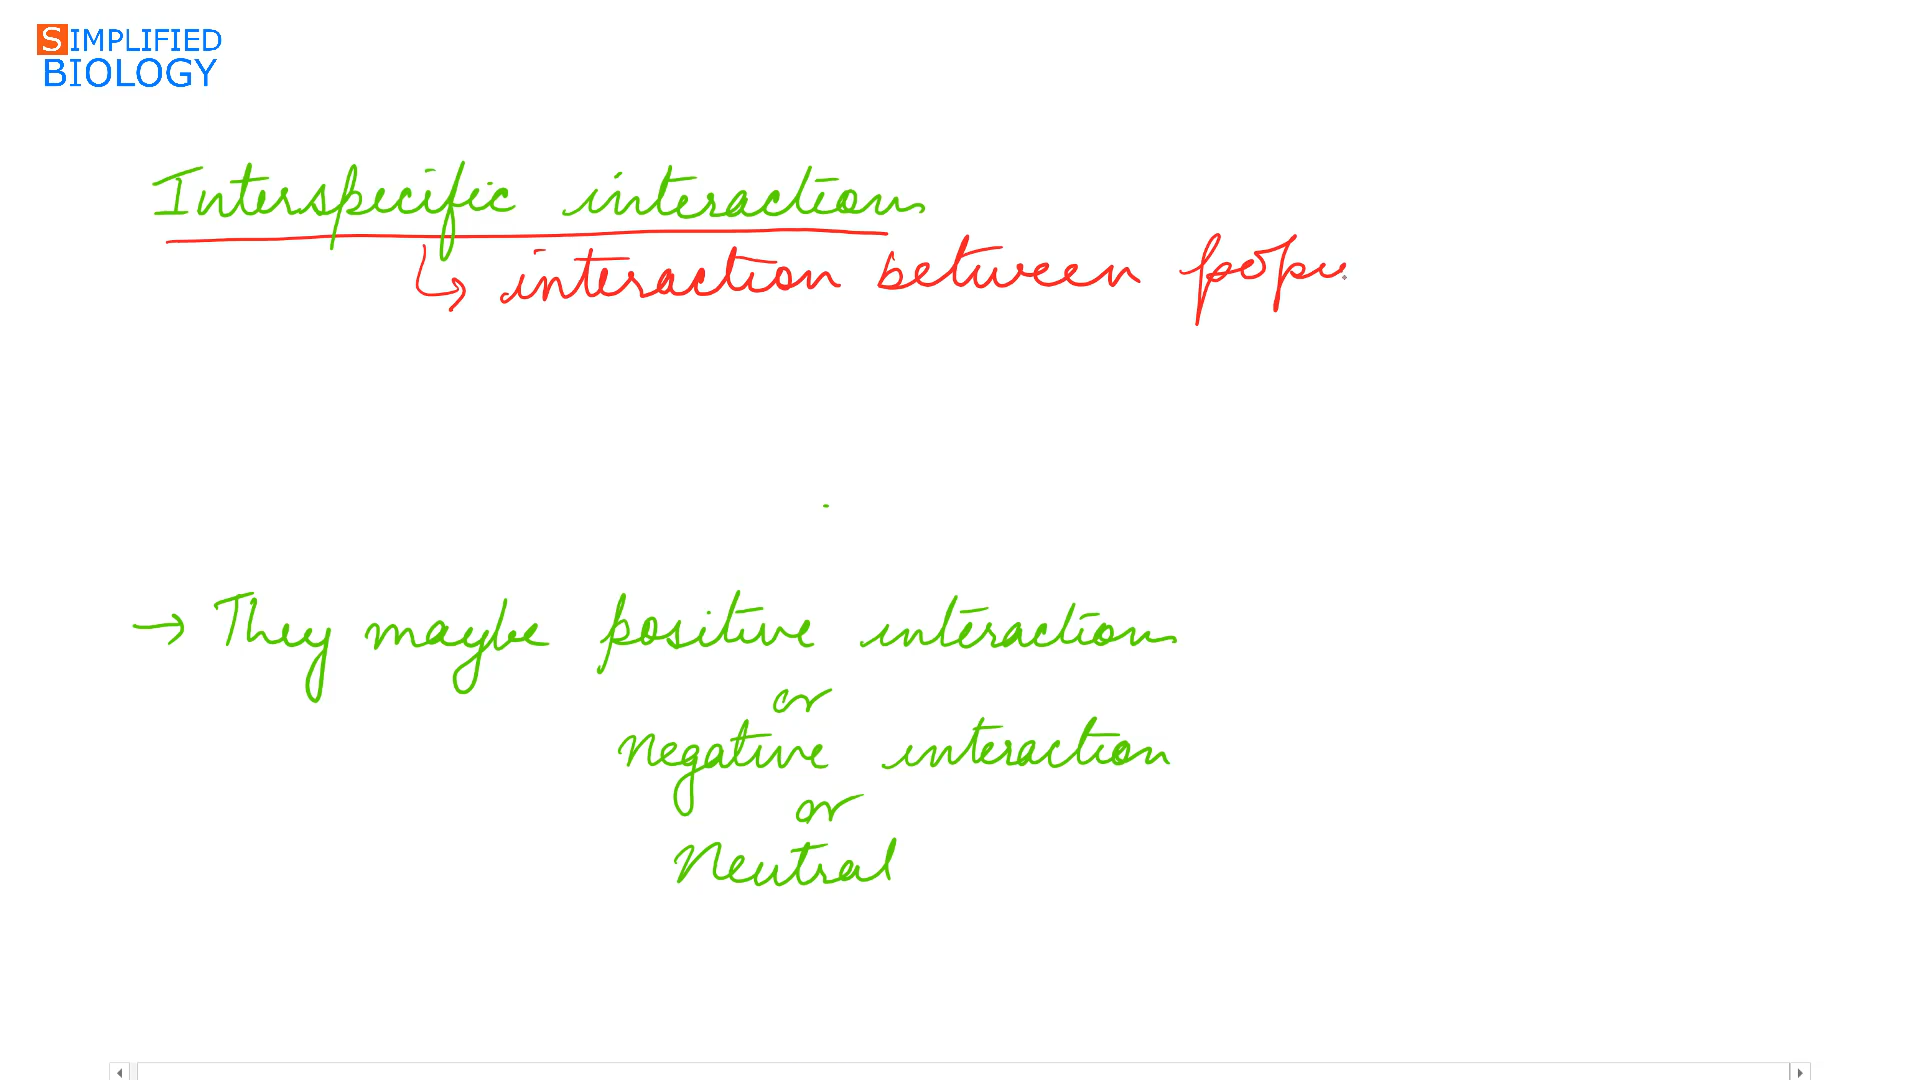 SIMPLIFIED
BIOLOGY
Interspecific interaction
↳ interaction between popu
→ They maybe positive interaction
or
Negative interaction
or
Neutral